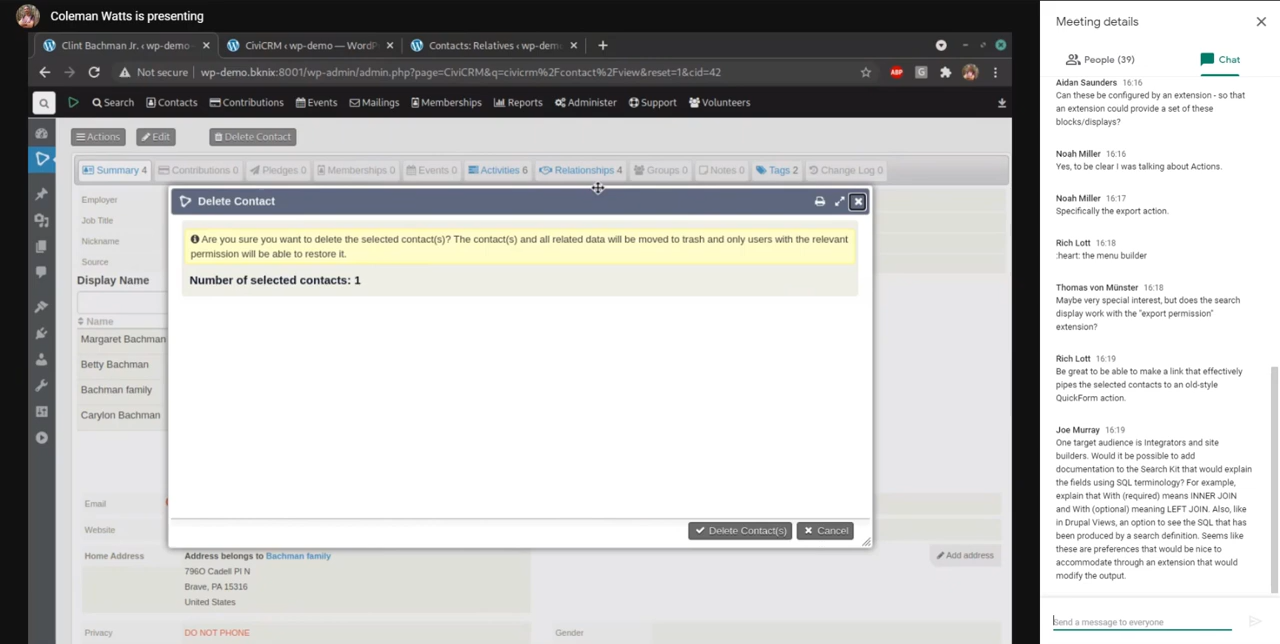 Coleman Watts is presenting
Clint Bachman Jr. ‹ wp-demo
CiviCRM ‹ wp-demo — WordP
Contacts: Relatives ‹ wp-dem
Not secure
wp-demo.bknix:8001/wp-admin/admin.php?page=CiviCRM&q=civicrm%2Fcontact%2Fview&reset=1&cid=42
ABP
G
Search
Contacts
Contributions
Events
Mailings
Memberships
Reports
Administer
Support
Volunteers
Actions
Edit
Delete Contact
Summary 4
Contributions 0
Pledges 0
Memberships 0
Events 0
Activities 6
Relationships 4
Groups 0
Notes 0
Tags 2
Change Log 0
Employer
Job Title
Nickname
Source
Display Name
Name
Margaret Bachman
Betty Bachman
Bachman family
Carylon Bachman
Delete Contact
Are you sure you want to delete the selected contact(s)? The contact(s) and all related data will be moved to trash and only users with the relevant
permission will be able to restore it.
Number of selected contacts: 1
Delete Contact(s)
Cancel
Email
Website
Home Address
Address belongs to Bachman family
796O Cadell Pl N
Brave, PA 15316
United States
Add address
Privacy
DO NOT PHONE
Gender
Meeting details
People (39)
Chat
Aidan Saunders 16:16
Can these be configured by an extension - so that
an extension could provide a set of these
blocks/displays?
Noah Miller 16:16
Yes, to be clear I was talking about Actions.
Noah Miller 16:17
Specifically the export action.
Rich Lott 16:18
:heart: the menu builder
Thomas von Münster 16:18
Maybe very special interest, but does the search
display work with the "export permission"
extension?
Rich Lott 16:19
Be great to be able to make a link that effectively
pipes the selected contacts to an old-style
QuickForm action.
Joe Murray 16:19
One target audience is Integrators and site
builders. Would it be possible to add
documentation to the Search Kit that would explain
the fields using SQL terminology? For example,
explain that With (required) means INNER JOIN
and With (optional) meaning LEFT JOIN. Also, like
in Drupal Views, an option to see the SQL that has
been produced by a search definition. Seems like
these are preferences that would be nice to
accommodate through an extension that would
modify the output.
Send a message to everyone